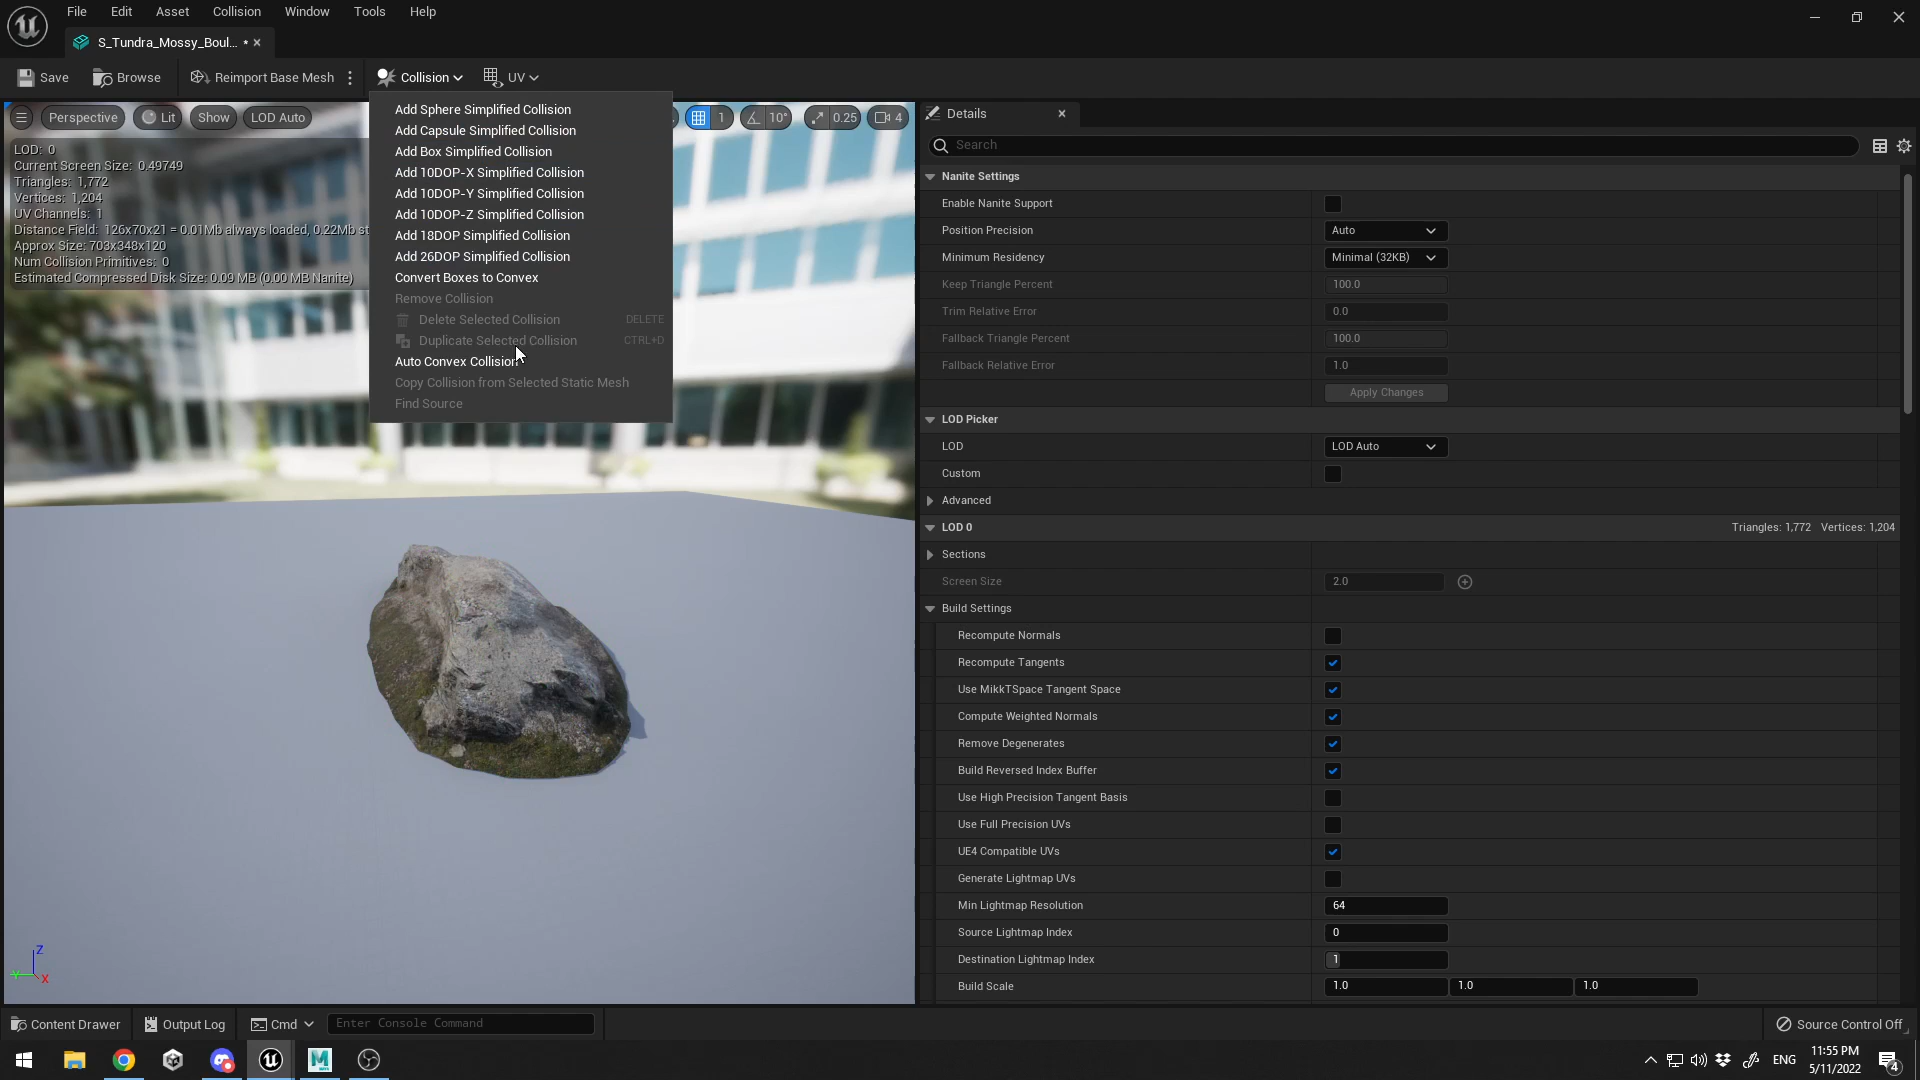 File Edit Asset Collision Window Tools Help
S_Tundra_Mossy_Boul... •
Save Browse Reimport Base Mesh Collision UV
Perspective Lit Show LOD Auto 1 10° 0.25 4
LOD: 0
Current Screen Size: 0.49749
Triangles: 1,772
Vertices: 1,204
UV Channels: 1
Distance Field: 126x70x21 = 0.01Mb always loaded, 0.22Mb st
Approx Size: 703x348x120
Num Collision Primitives: 0
Estimated Compressed Disk Size: 0.09 MB (0.00 MB Nanite)
Add Sphere Simplified Collision
Add Capsule Simplified Collision
Add Box Simplified Collision
Add 10DOP-X Simplified Collision
Add 10DOP-Y Simplified Collision
Add 10DOP-Z Simplified Collision
Add 18DOP Simplified Collision
Add 26DOP Simplified Collision
Convert Boxes to Convex
Remove Collision
Delete Selected Collision DELETE
Duplicate Selected Collision CTRL+D
Auto Convex Collision
Copy Collision from Selected Static Mesh
Find Source
Z
Y
X
Details
Search
Nanite Settings
Enable Nanite Support
Position Precision Auto
Minimum Residency Minimal (32KB)
Keep Triangle Percent 100.0
Trim Relative Error 0.0
Fallback Triangle Percent 100.0
Fallback Relative Error 1.0
Apply Changes
LOD Picker
LOD LOD Auto
Custom
Advanced
LOD 0 Triangles: 1,772 Vertices: 1,204
Sections
Screen Size 2.0
Build Settings
Recompute Normals
Recompute Tangents
Use MikkTSpace Tangent Space
Compute Weighted Normals
Remove Degenerates
Build Reversed Index Buffer
Use High Precision Tangent Basis
Use Full Precision UVs
UE4 Compatible UVs
Generate Lightmap UVs
Min Lightmap Resolution 64
Source Lightmap Index 0
Destination Lightmap Index 1
Build Scale 1.0 1.0 1.0
Content Drawer Output Log Cmd Enter Console Command Source Control Off
ENG 11:55 PM 4
5/11/2022